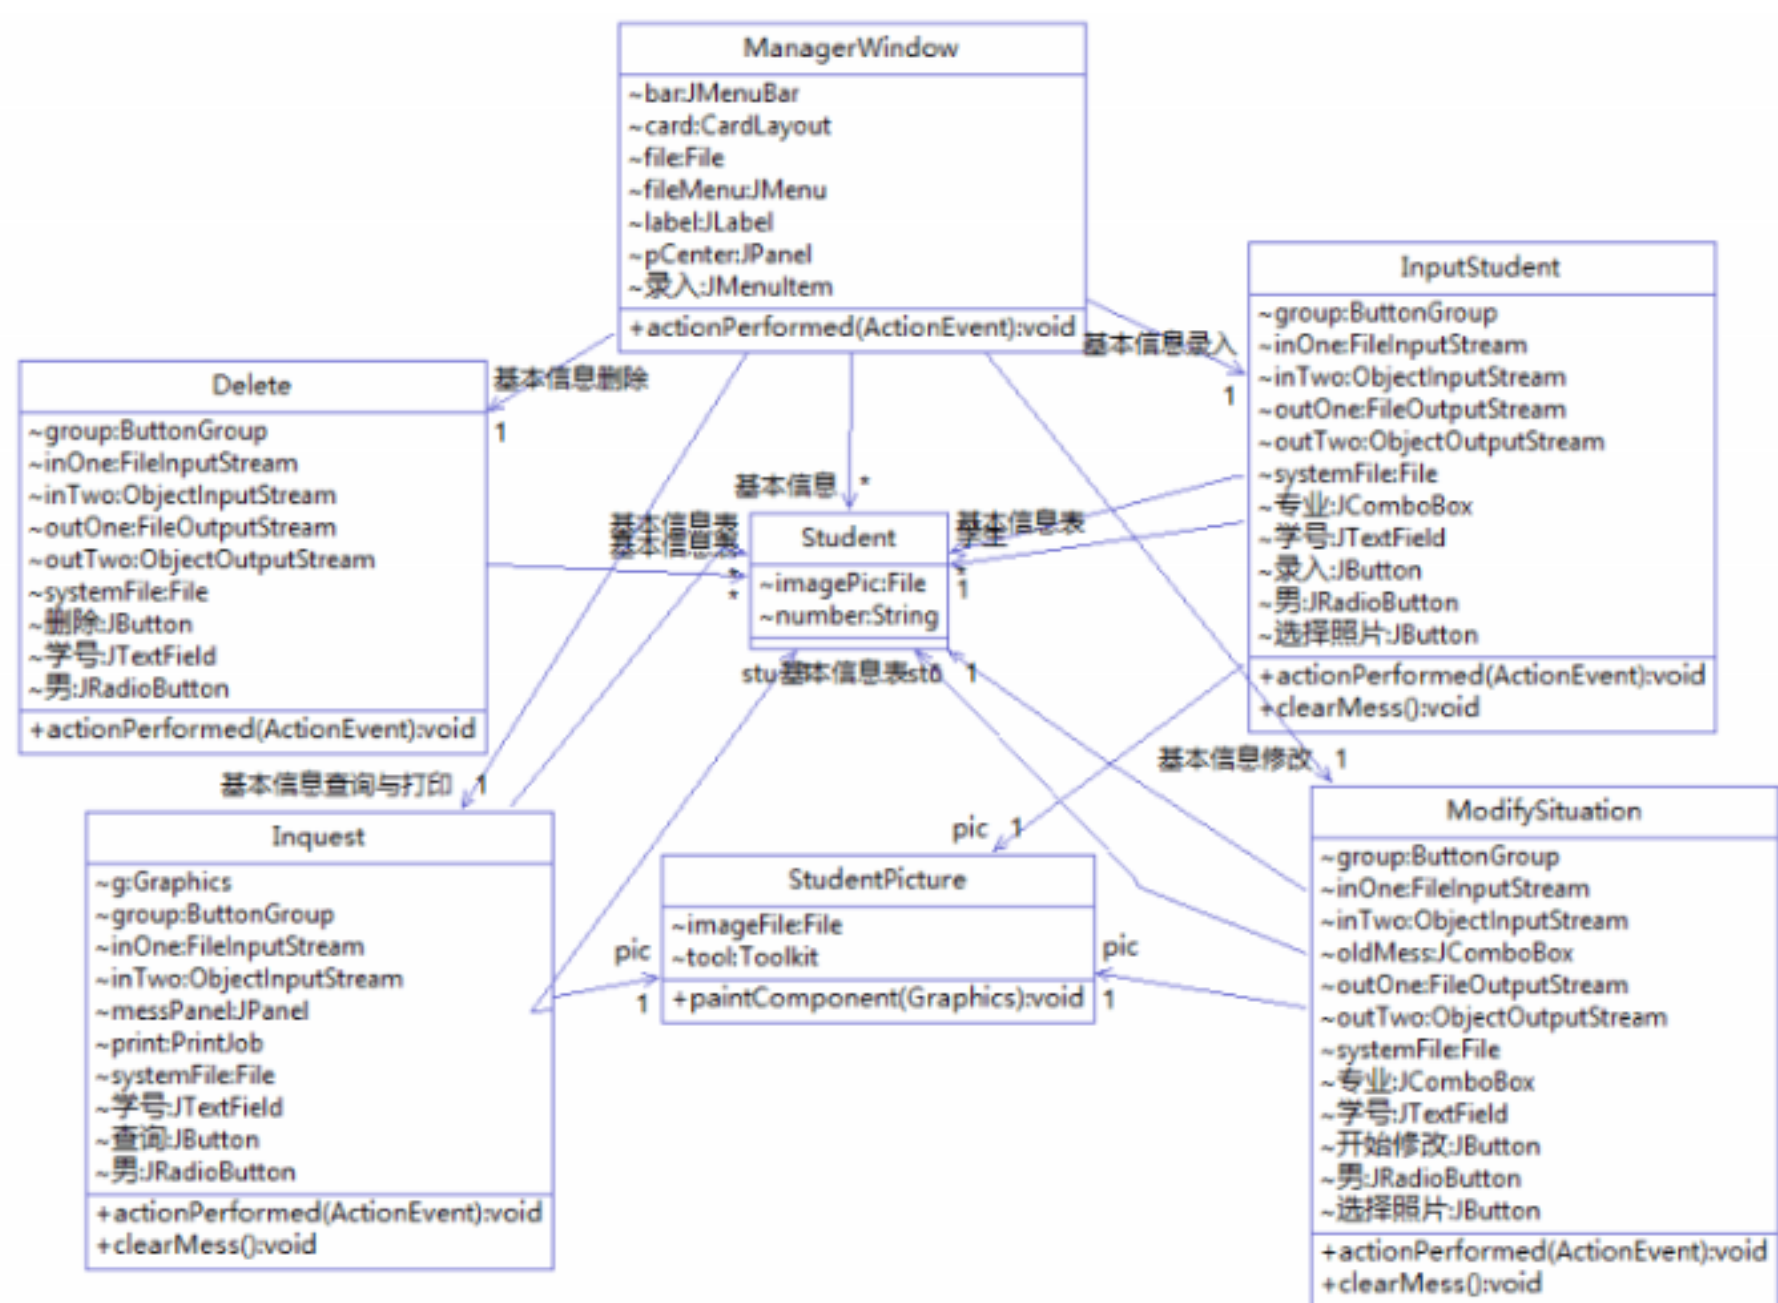 ManagerWindow
~bar:JMenuBar
~card:CardLayout
~file:File
~fileMenu:JMenu
~label:JLabel
~pCenter:JPanel
~录入:JMenuItem
+actionPerformed(ActionEvent):void
基本信息录入
1
InputStudent
~group:ButtonGroup
~inOne:FileInputStream
~inTwo:ObjectInputStream
~outOne:FileOutputStream
~outTwo:ObjectOutputStream
~systemFile:File
~专业:JComboBox
~学号:JTextField
~录入:JButton
~男:JRadioButton
~选择照片:JButton
+actionPerformed(ActionEvent):void
+clearMess():void
基本信息删除
1
Delete
~group:ButtonGroup
~inOne:FileInputStream
~inTwo:ObjectInputStream
~outOne:FileOutputStream
~outTwo:ObjectOutputStream
~systemFile:File
~删除:JButton
~学号:JTextField
~男:JRadioButton
+actionPerformed(ActionEvent):void
基本信息
*
基本信息表
基本信息表
*
*
Student
~imagePic:File
~number:String
基本信息表
学生
*
1
stu
基本信息表
1
基本信息查询与打印
1
基本信息修改
1
Inquest
~g:Graphics
~group:ButtonGroup
~inOne:FileInputStream
~inTwo:ObjectInputStream
~messPanel:JPanel
~print:PrintJob
~systemFile:File
~学号:JTextField
~查询:JButton
~男:JRadioButton
+actionPerformed(ActionEvent):void
+clearMess():void
pic
1
pic
1
StudentPicture
~imageFile:File
~tool:Toolkit
+paintComponent(Graphics):void
pic
1
ModifySituation
~group:ButtonGroup
~inOne:FileInputStream
~inTwo:ObjectInputStream
~oldMess:JComboBox
~outOne:FileOutputStream
~outTwo:ObjectOutputStream
~systemFile:File
~专业:JComboBox
~学号:JTextField
~开始修改:JButton
~男:JRadioButton
~选择照片:JButton
+actionPerformed(ActionEvent):void
+clearMess():void